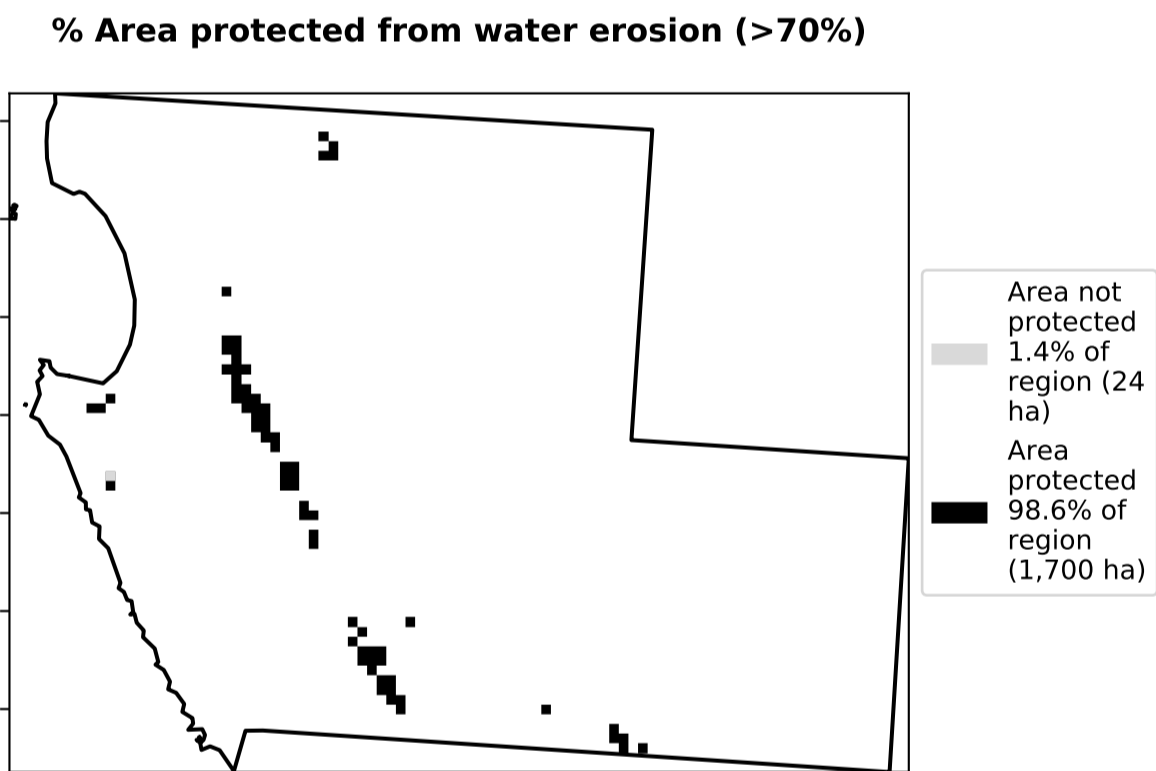 % Area protected from water erosion (>70%)
Area not
protected
1.4% of
region (24
ha)
Area
protected
98.6% of
region
(1,700 ha)